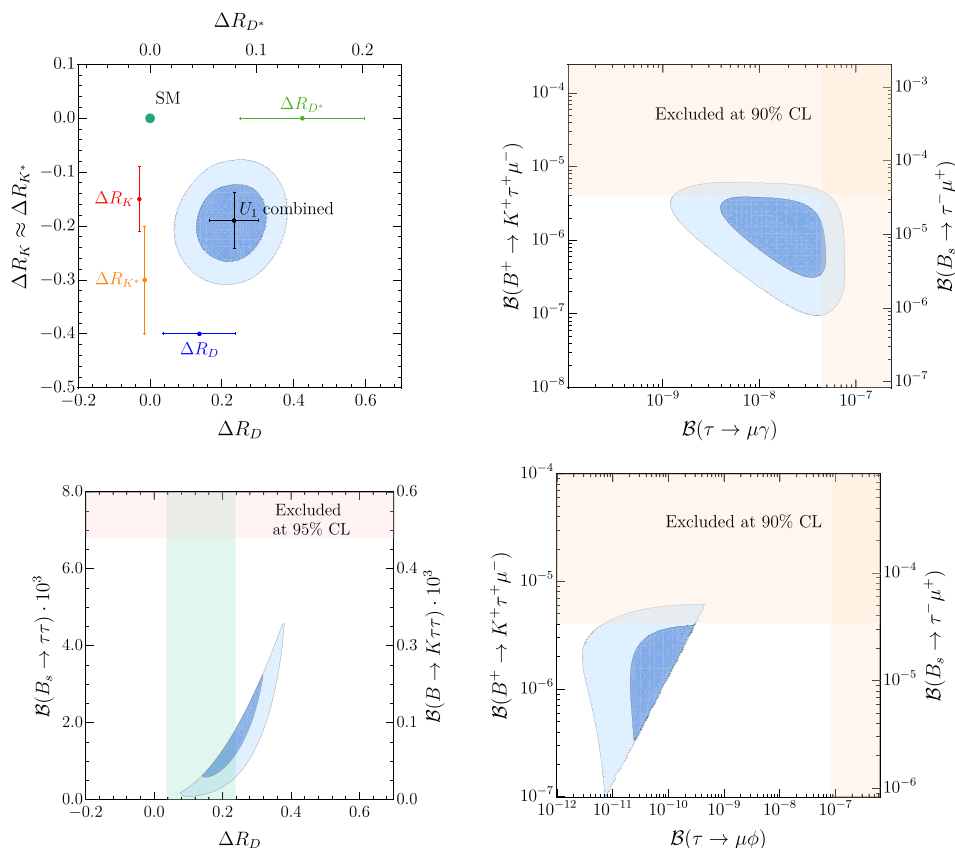 ΔR_{D*}
0.0 0.1 0.2
0.1
0.0
−0.1
−0.2
−0.3
−0.4
−0.5
ΔR_K ≈ ΔR_{K*}
SM
ΔR_{D*}
ΔR_K
U_1 combined
ΔR_{K*}
ΔR_D
−0.2 0.0 0.2 0.4 0.6
ΔR_D
B(B^+ → K^+τ^+μ^−)
10^{−4}
10^{−5}
10^{−6}
10^{−7}
10^{−8}
Excluded at 90% CL
10^{−3}
10^{−4}
10^{−5}
10^{−6}
10^{−7}
B(B_s → τ^−μ^+)
10^{−9} 10^{−8} 10^{−7}
B(τ → μγ)
B(B_s → ττ) · 10^3
8.0
6.0
4.0
2.0
0.0
Excluded
at 95% CL
0.6
0.4
0.3
0.1
0.0
B(B → Kττ) · 10^3
−0.2 0.0 0.2 0.4 0.6
ΔR_D
B(B^+ → K^+τ^+μ^−)
10^{−4}
10^{−5}
10^{−6}
10^{−7}
Excluded at 90% CL
10^{−4}
10^{−5}
10^{−6}
B(B_s → τ^−μ^+)
10^{−12} 10^{−11} 10^{−10} 10^{−9} 10^{−8} 10^{−7}
B(τ → μϕ)